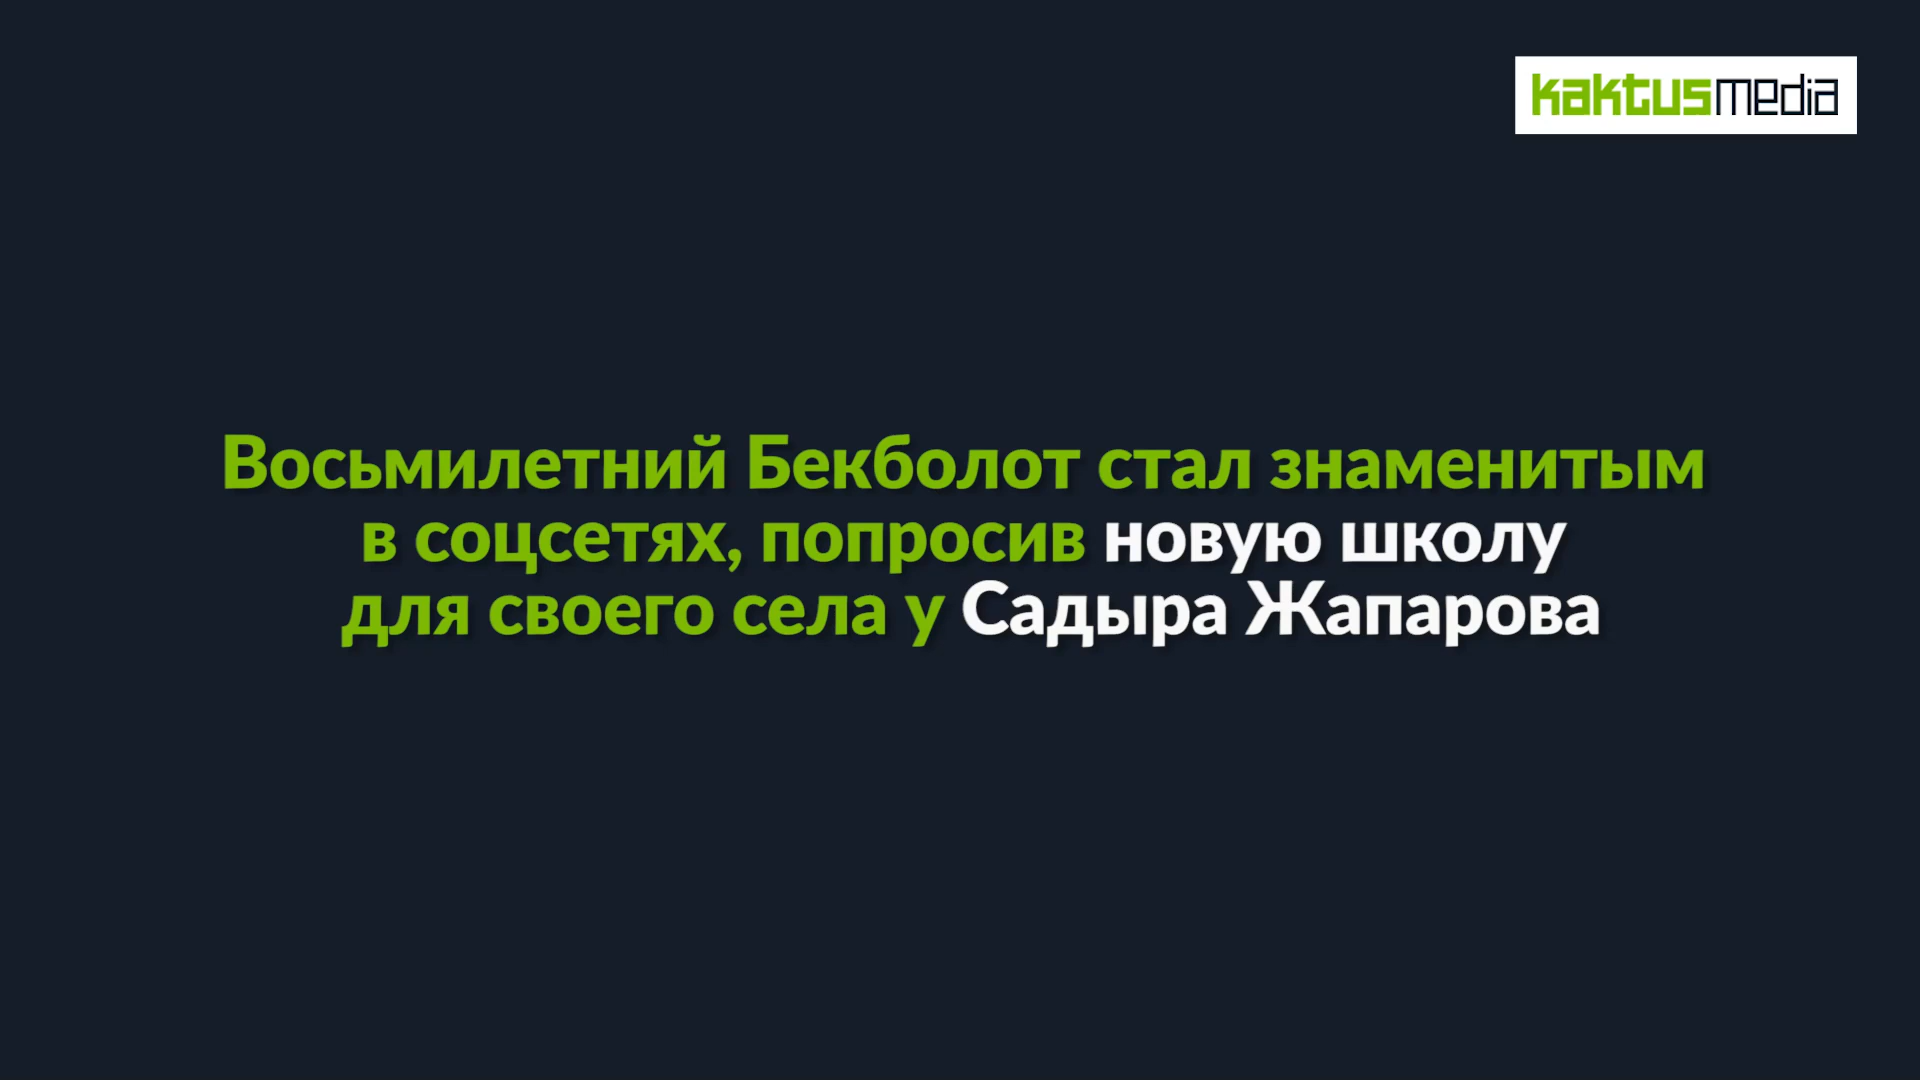 kaktusmedia
Восьмилетний Бекболот стал знаменитым
в соцсетях, попросив новую школу
для своего села у Садыра Жапарова